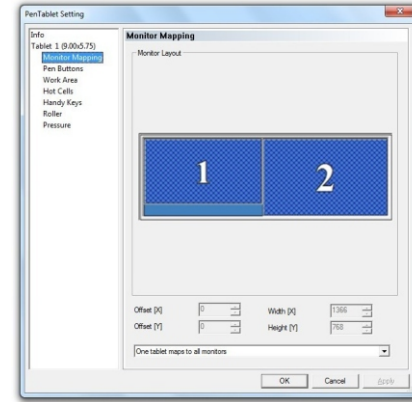 PenTablet Setting
Info
Tablet 1 (9.00x5.75)
Monitor Mapping
Pen Buttons
Work Area
Hot Cells
Handy Keys
Roller
Pressure
Monitor Mapping
Monitor Layout
1
2
Offset [X] 0 Width [X] 1366
Offset [Y] 0 Height [Y] 768
One tablet maps to all monitors
OK Cancel Apply